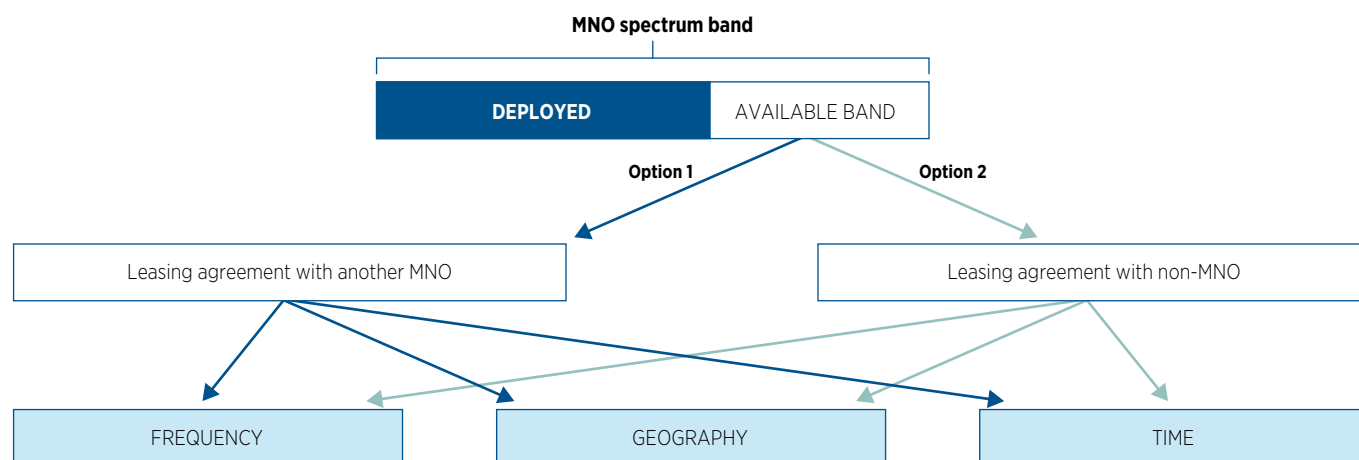 MNO spectrum band
DEPLOYED
AVAILABLE BAND
Option 1
Option 2
Leasing agreement with another MNO
Leasing agreement with non-MNO
FREQUENCY
GEOGRAPHY
TIME